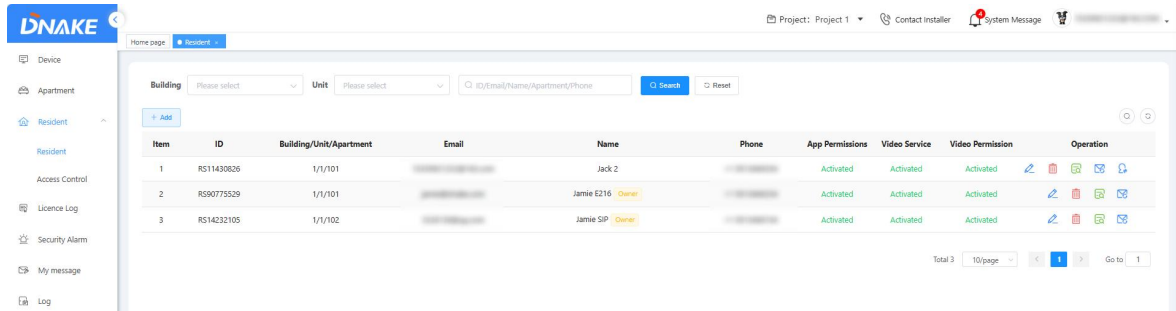 DNAKE
Project: Project 1
Contact Installer
4
System Message
Home page
Resident ×
Device
Apartment
Resident
Resident
Access Control
Licence Log
Security Alarm
My message
Log
Building Please select Unit Please select ID/Email/Name/Apartment/Phone Search Reset
+ Add
Item ID Building/Unit/Apartment Email Name Phone App Permissions Video Service Video Permission Operation
1 RS11430826 1/1/101 Jack 2 Activated Activated Activated
2 RS90775529 1/1/101 Jamie E216 Owner Activated Activated Activated
3 RS14232105 1/1/102 Jamie SIP Owner Activated Activated Activated
Total 3 10/page < 1 > Go to 1